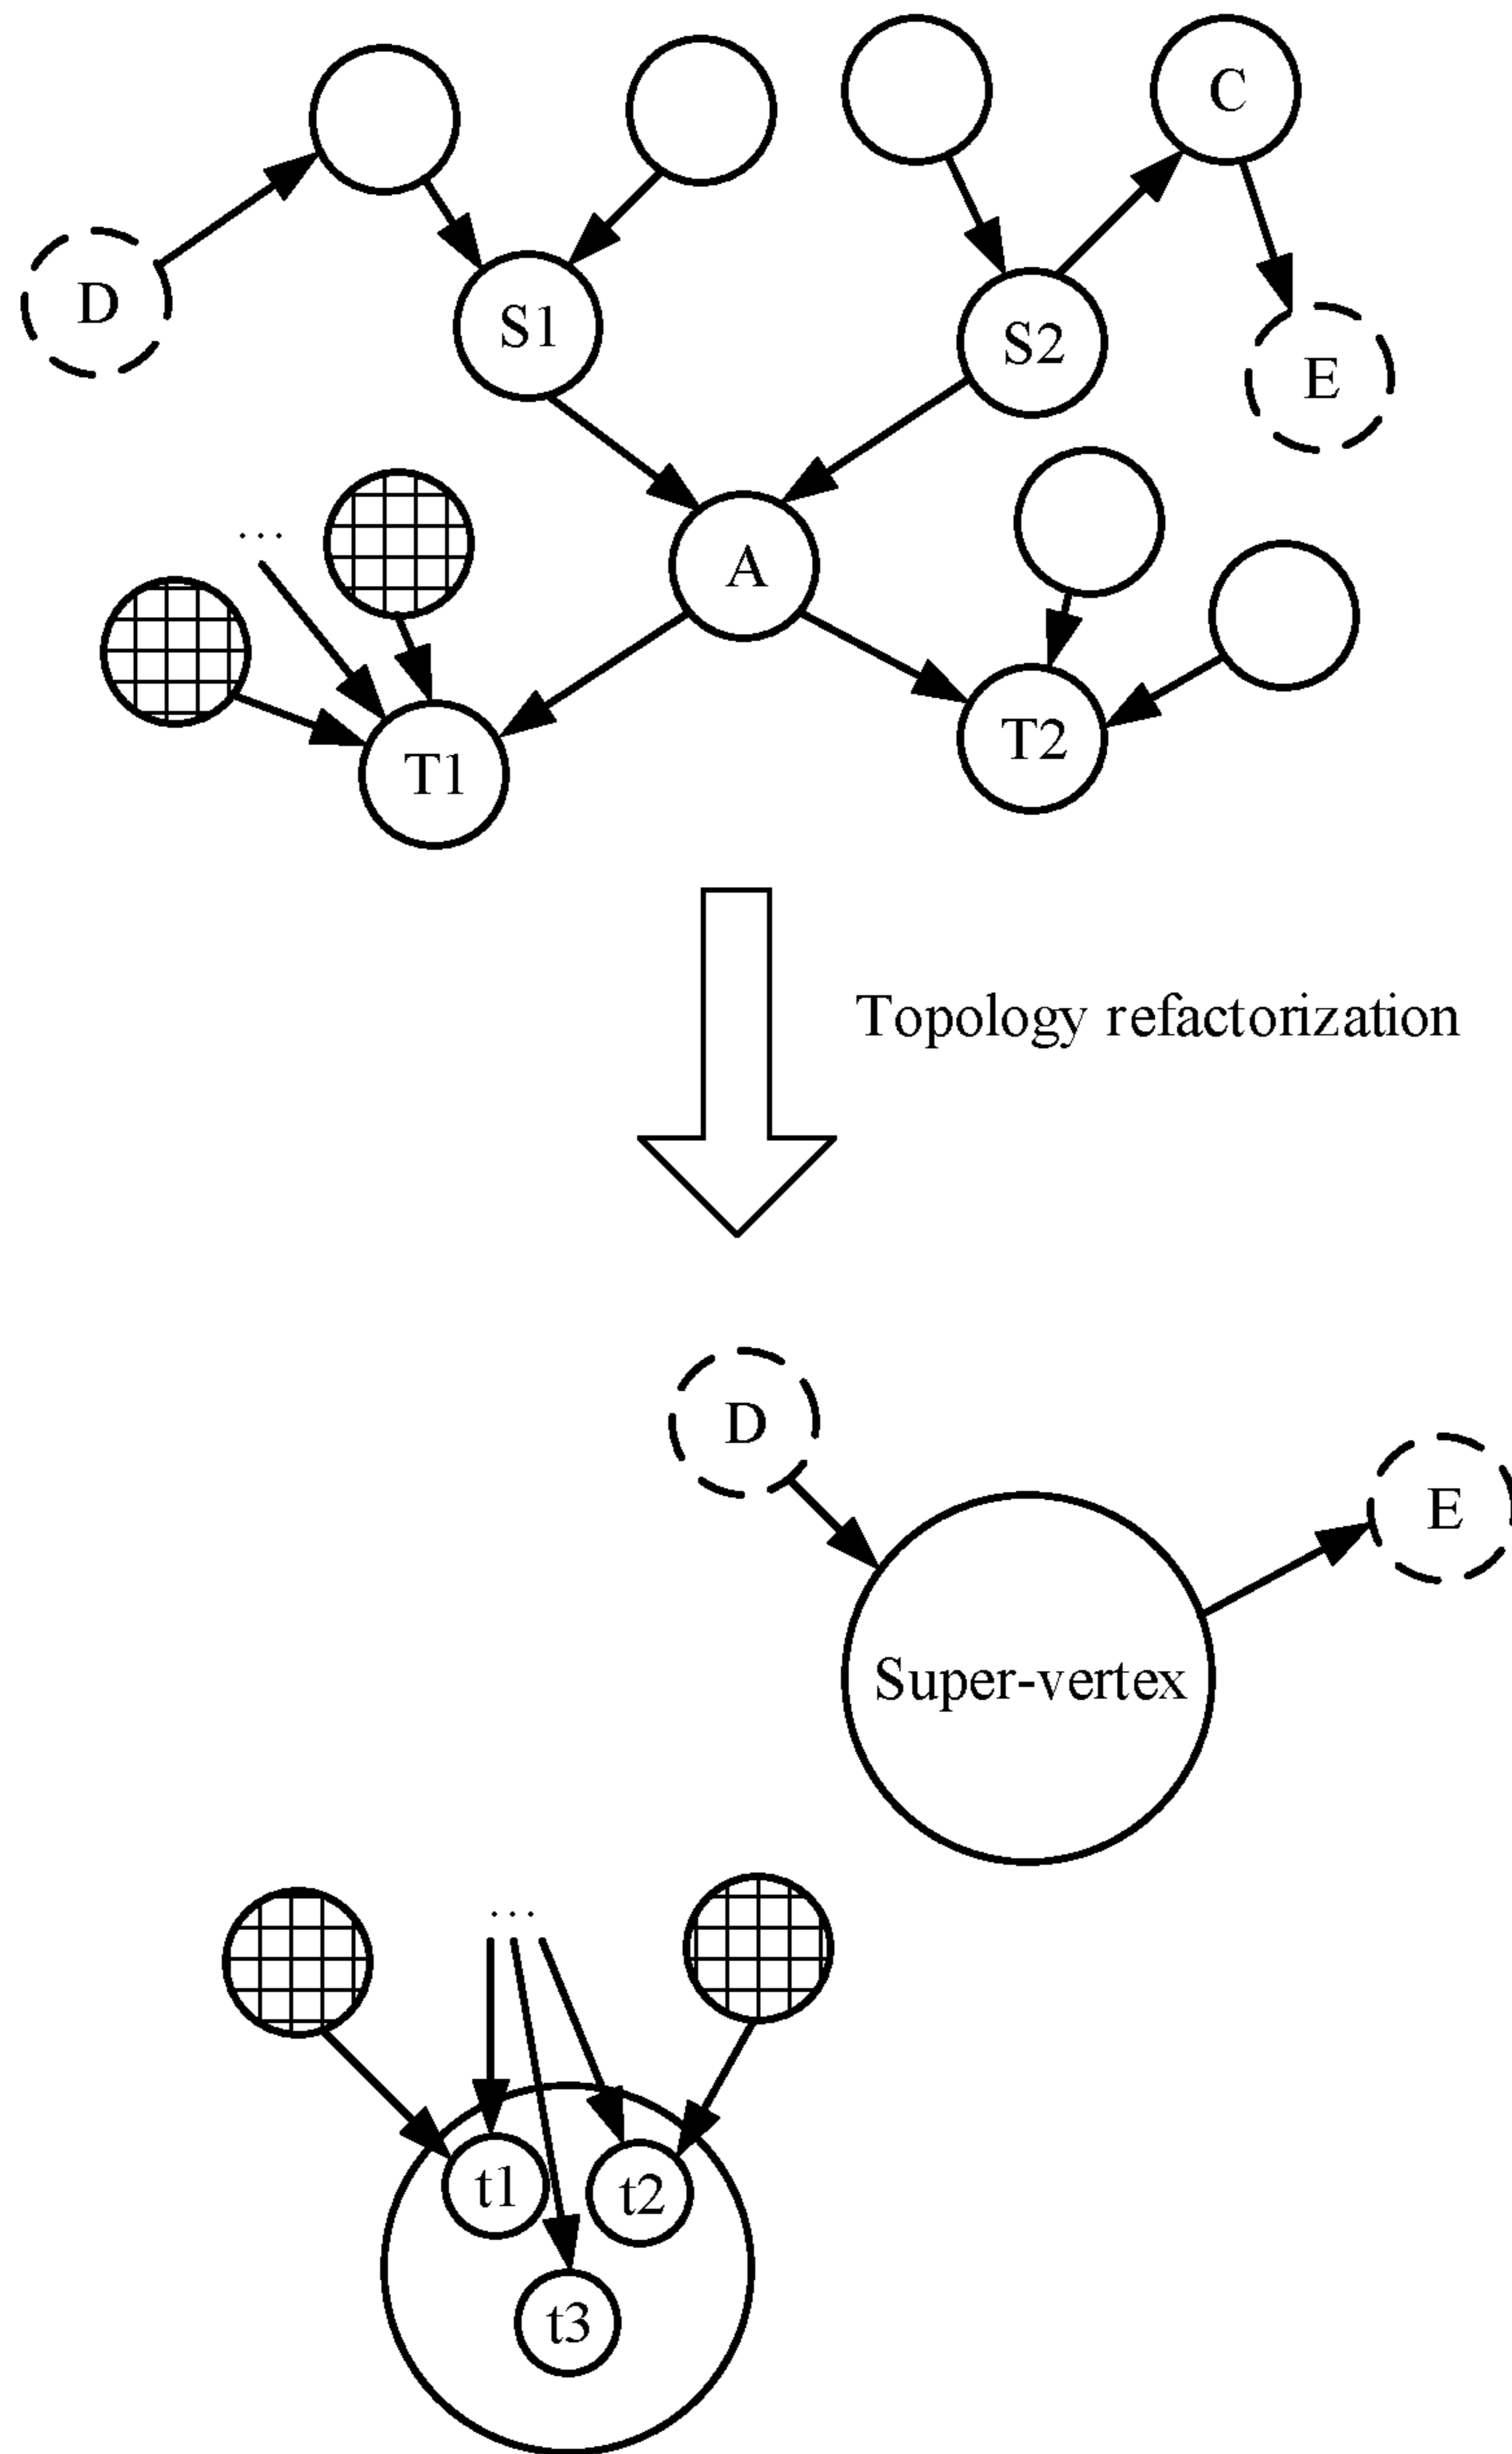 C
D
S1
S2
E
...
A
T1
T2
Topology refactorization
D
E
Super-vertex
...
t1
t2
t3